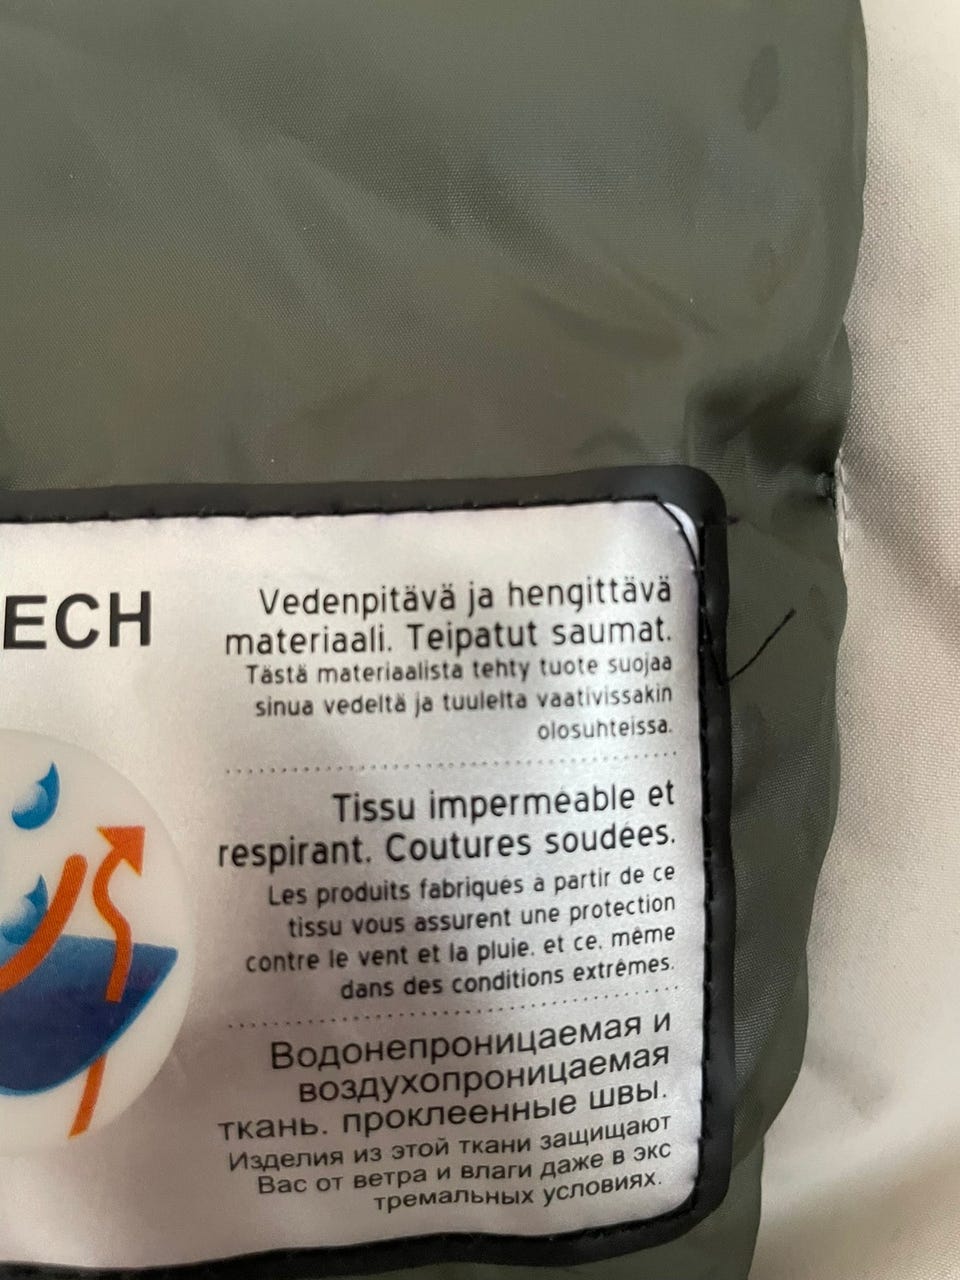 ECH
Vedenpitävä ja hengittävä
materiaali. Teipatut saumat.
Tästä materiaalista tehty tuote suojaa
sinua vedeltä ja tuulelta vaativissakin
olosuhteissa.
Tissu imperméable et
respirant. Coutures soudées.
Les produits fabriqués à partir de ce
tissu vous assurent une protection
contre le vent et la pluie. et ce. même
dans des conditions extrêmes.
Водонепроницаемая и
воздухопроницаемая
ткань. проклеенные швы.
Изделия из этой ткани защищают
Вас от ветра и влаги даже в экс
тремальных условиях.